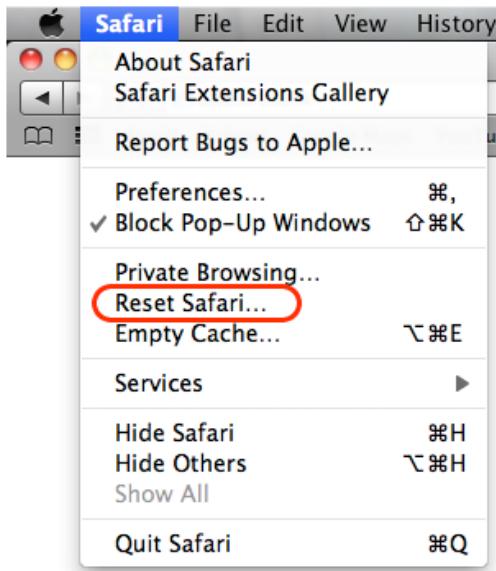 Safari File Edit View History
About Safari
Safari Extensions Gallery
Report Bugs to Apple...
Preferences... ⌘,
✓ Block Pop-Up Windows ⇧⌘K
Private Browsing...
Reset Safari...
Empty Cache... ⌥⌘E
Services ▶
Hide Safari ⌘H
Hide Others ⌥⌘H
Show All
Quit Safari ⌘Q